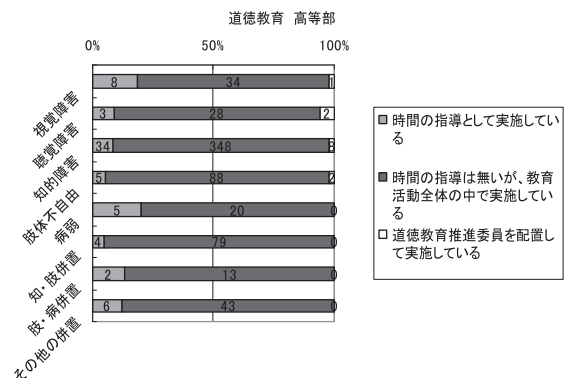 道徳教育 高等部
0% 50% 100%
視覚障害 8 34 1
聴覚障害 3 28 2
知的障害 34 348 8
肢体不自由 5 88 2
病弱 5 20 0
知・肢併置 4 79 0
肢・病併置 2 13 0
その他の併置 6 43 0
時間の指導として実施してい
る
時間の指導は無いが、教育
活動全体の中で実施してい
る
道徳教育推進委員を配置し
て実施している